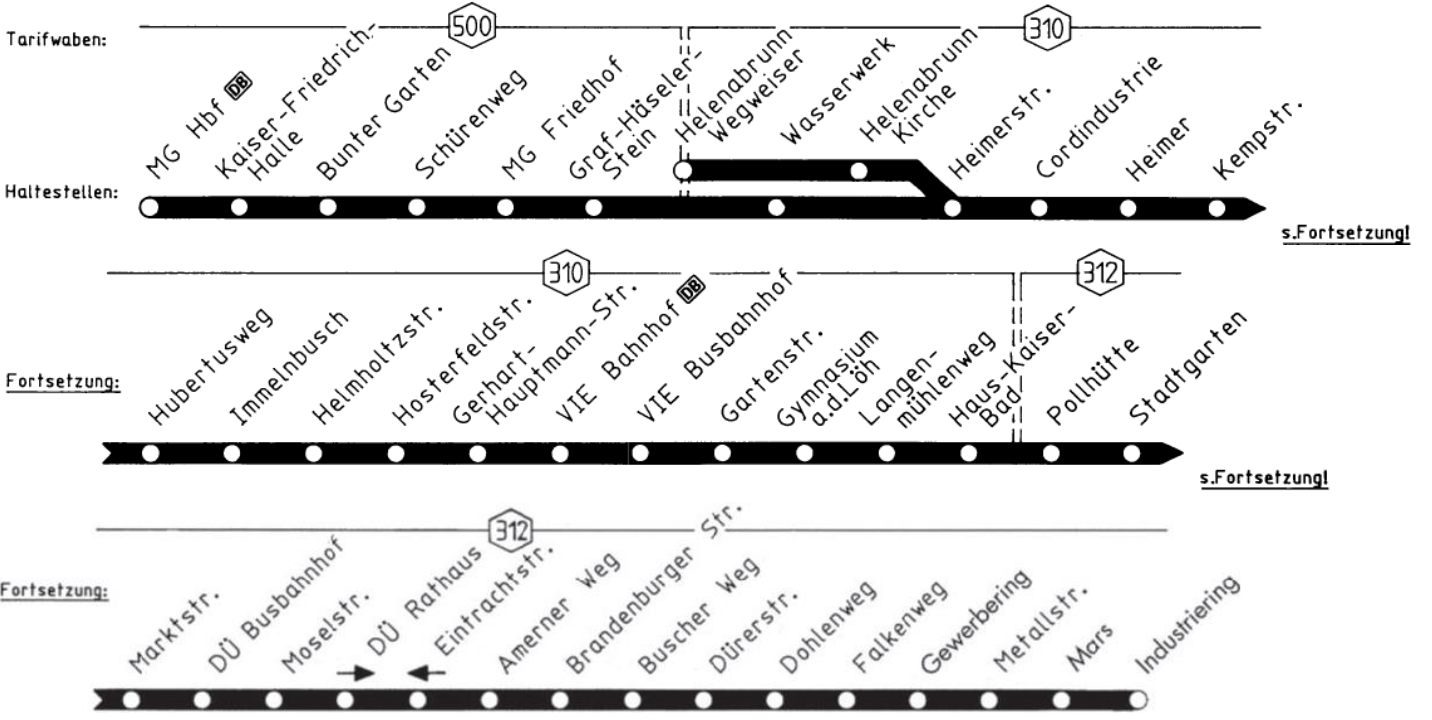 Tarifwaben:
500
310
Haltestellen:
MG Hbf DB
Kaiser-Friedrich-
Halle
Bunter Garten
Schürenweg
MG Friedhof
Graf-Häseler-
Stein
Helenabrunn
Wegweiser
Wasserwerk
Helenabrunn
Kirche
Heimerstr.
Cordindustrie
Heimer
Kempstr.
s.Fortsetzung!
310
312
Fortsetzung:
Hubertusweg
Immelnbusch
Helmholtzstr.
Hosterfeldstr.
Gerhart-
Hauptmann-Str.
VIE Bahnhof DB
VIE Busbahnhof
Gartenstr.
Gymnasium
a.d.Löh
Langen-
mühlenweg
Haus-Kaiser-
Bad
Pollhütte
Stadtgarten
s.Fortsetzung!
312
Fortsetzung:
Marktstr.
DÜ Busbahnhof
Moselstr.
DÜ Rathaus
Eintrachtstr.
Amerner Weg
Brandenburger Str.
Buscher Weg
Dürerstr.
Dohlenweg
Falkenweg
Gewerbering
Metallstr.
Mars
Industriering